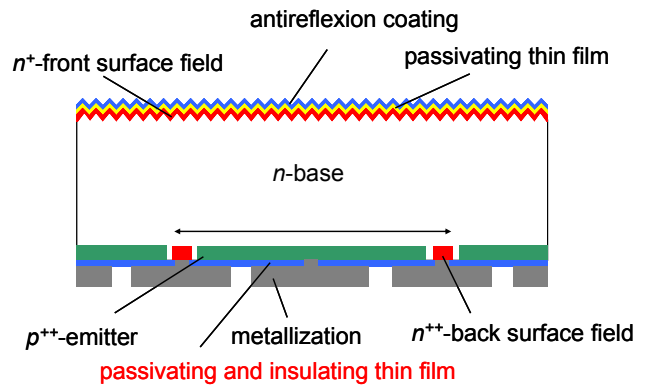 antireflexion coating
n⁺-front surface field
passivating thin film
n-base
p⁺⁺-emitter
metallization
n⁺⁺-back surface field
passivating and insulating thin film